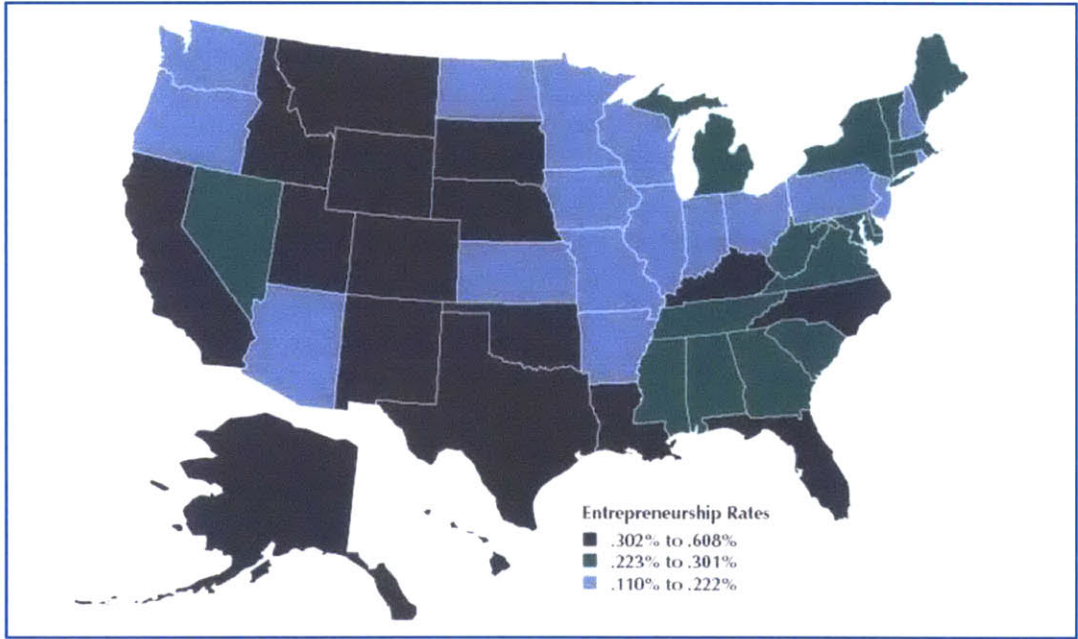 Entrepreneurship Rates
.302% to .608%
.223% to .301%
.110% to .222%